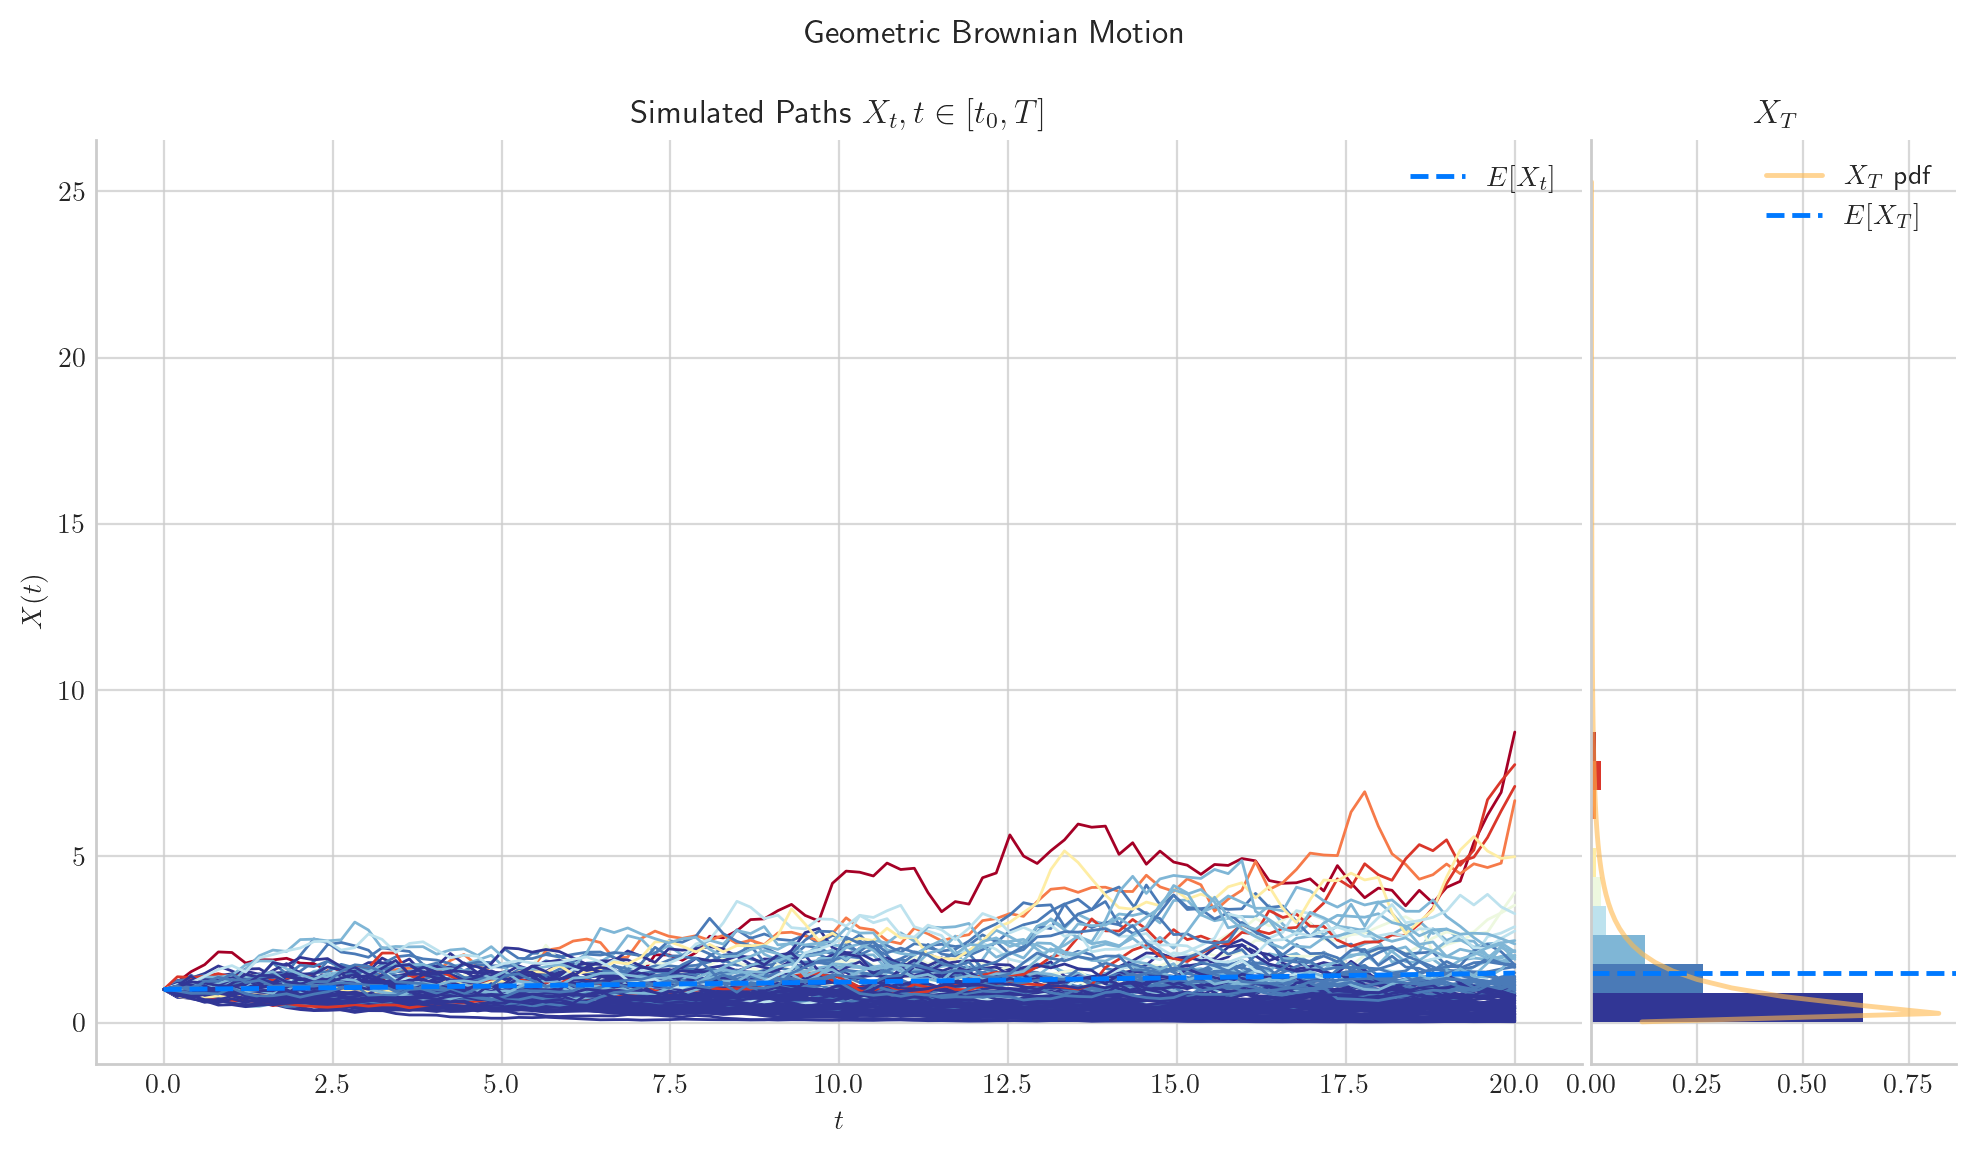 Geometric Brownian Motion
Simulated Paths $X_t, t \in [t_0, T]$
$X_T$
$E[X_t]$
$X_T$ pdf
$E[X_T]$
25
20
15
10
5
0
$X(t)$
0.0 2.5 5.0 7.5 10.0 12.5 15.0 17.5 20.0
0.00 0.25 0.50 0.75
$t$